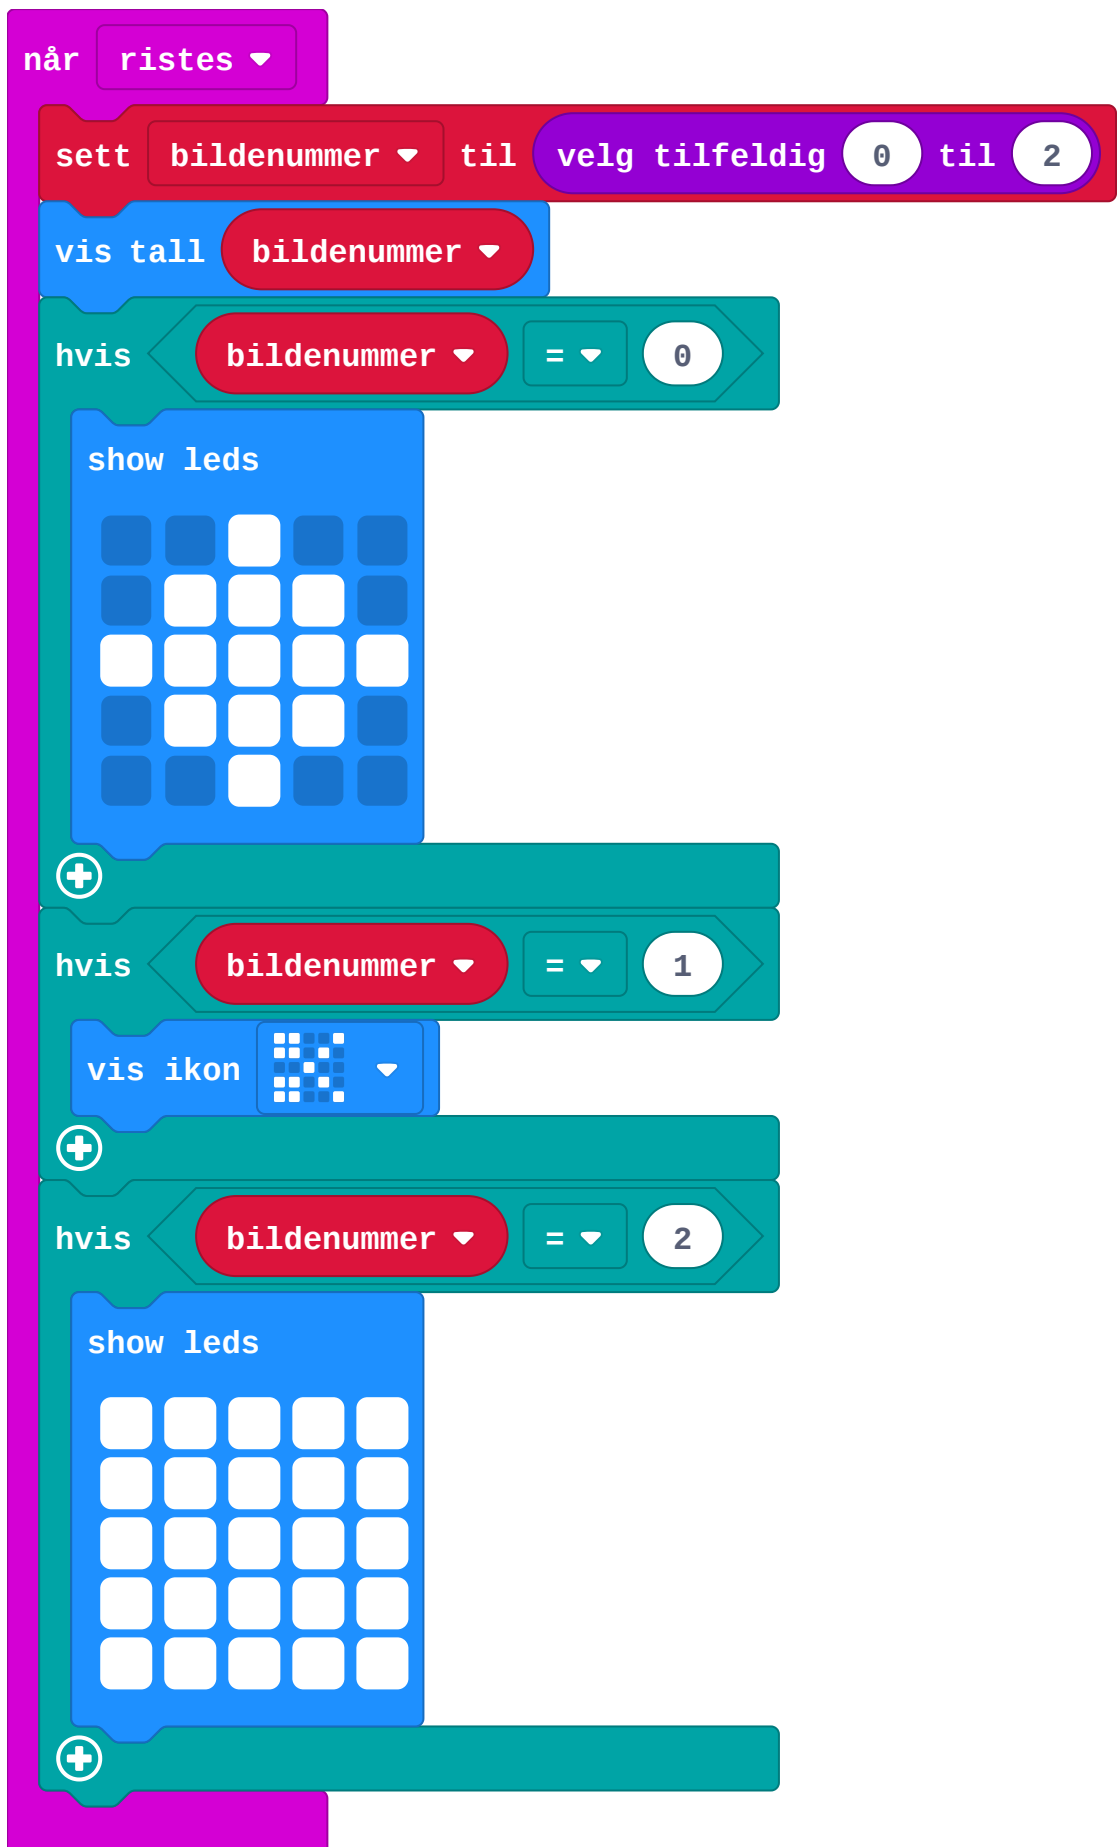 når ristes
sett bildenummer til velg tilfeldig 0 til 2
vis tall bildenummer
hvis bildenummer = 0
show leds
hvis bildenummer = 1
vis ikon
hvis bildenummer = 2
show leds